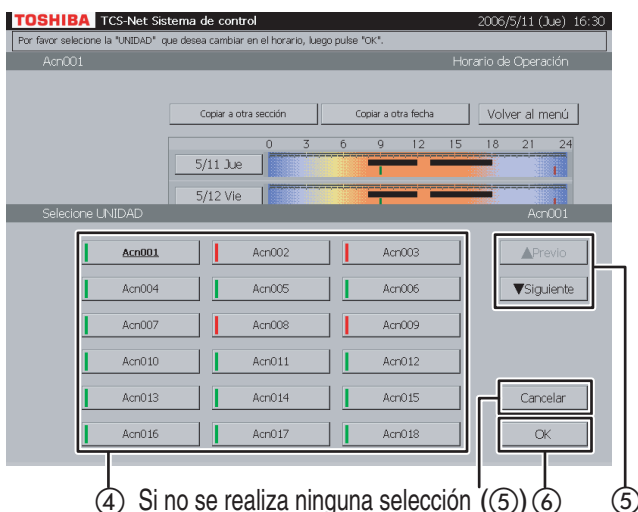 TOSHIBA TCS-Net Sistema de control 2006/5/11 (Jue) 16:30
Por favor selecione la "UNIDAD" que desea cambiar en el horario, luego pulse "OK".
Acn001 Horario de Operación
Copiar a otra sección Copiar a otra fecha Volver al menú
0 3 6 9 12 15 18 21 24
5/11 Jue
5/12 Vie
Selecione UNIDAD Acn001
Acn001 Acn002 Acn003 ▲Previo
Acn004 Acn005 Acn006 ▼Siguiente
Acn007 Acn008 Acn009
Acn010 Acn011 Acn012
Acn013 Acn014 Acn015 Cancelar
Acn016 Acn017 Acn018 OK
④ Si no se realiza ninguna selección (⑤) ⑥ ⑤